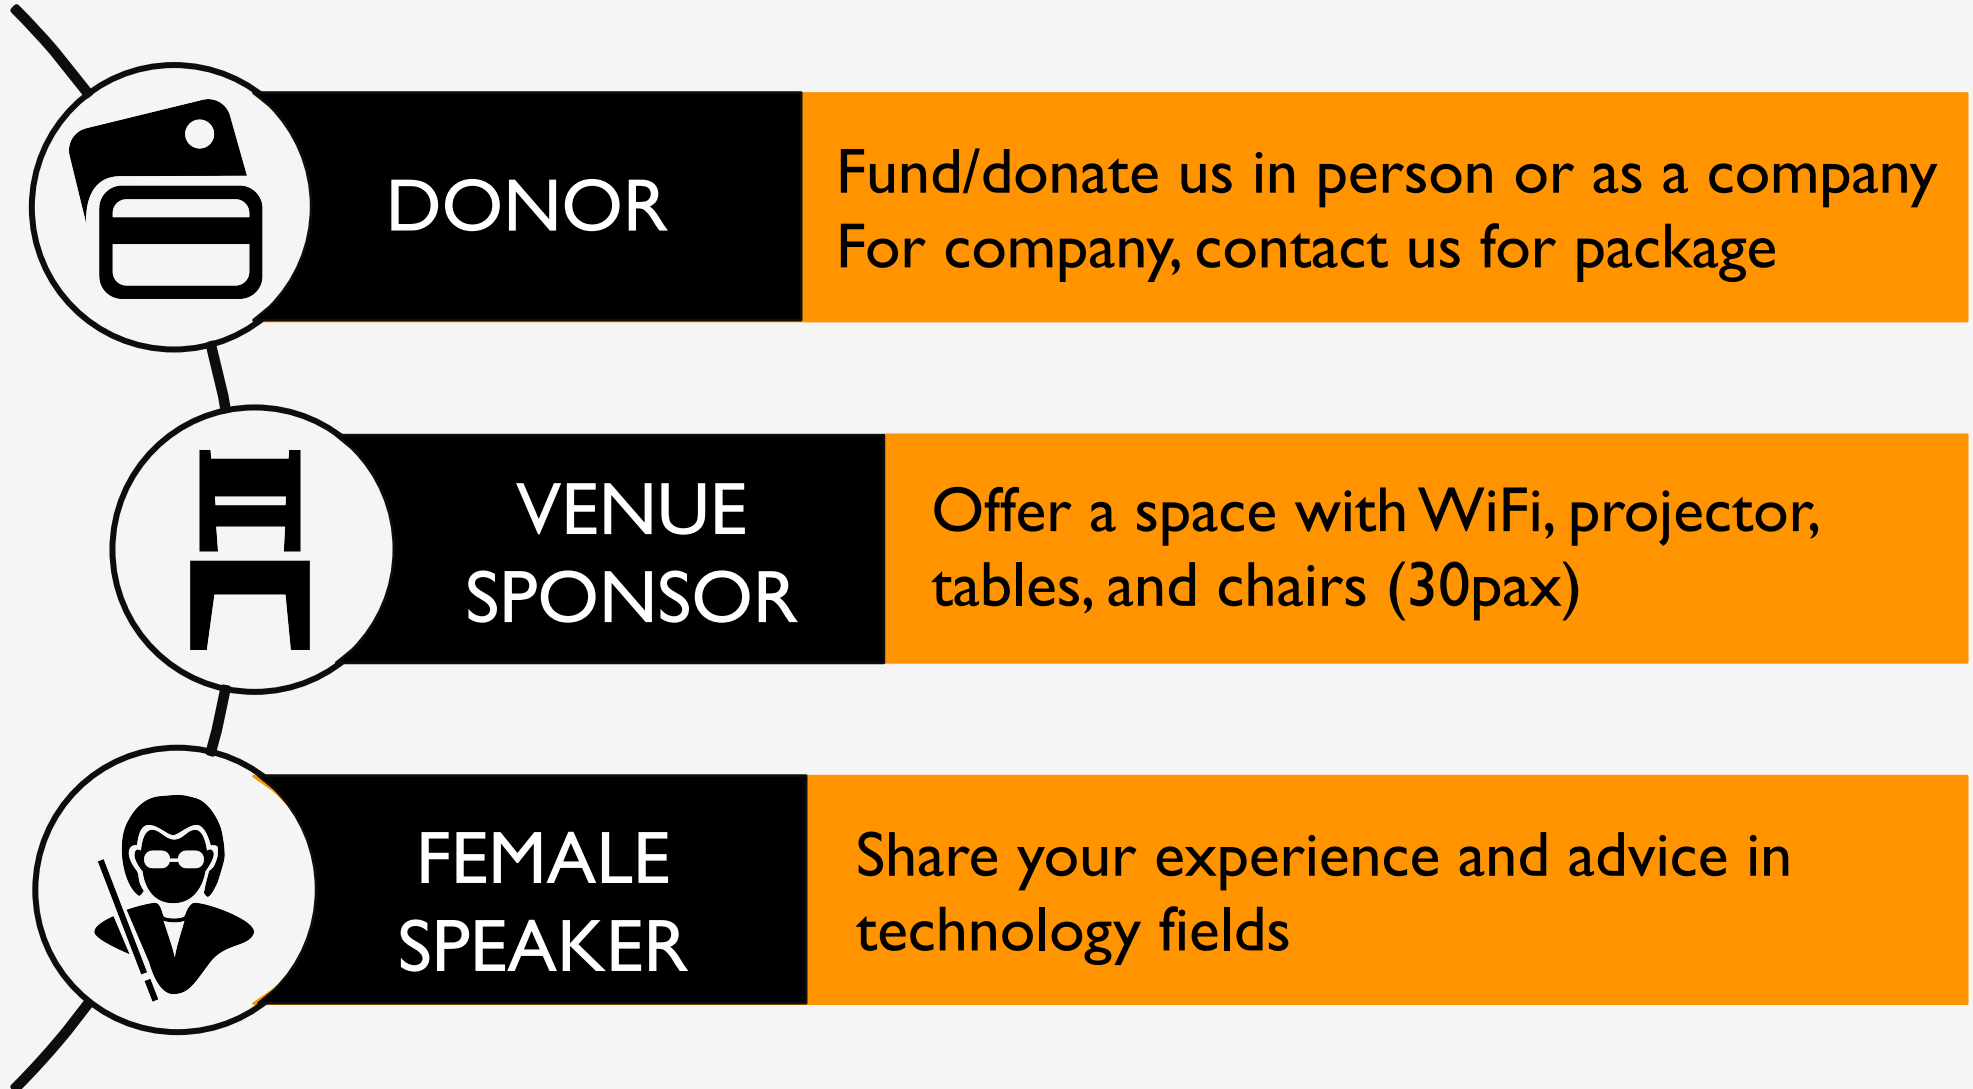 DONOR
Fund/donate us in person or as a company
For company, contact us for package
VENUE
SPONSOR
Offer a space with WiFi, projector,
tables, and chairs (30pax)
FEMALE
SPEAKER
Share your experience and advice in
technology fields